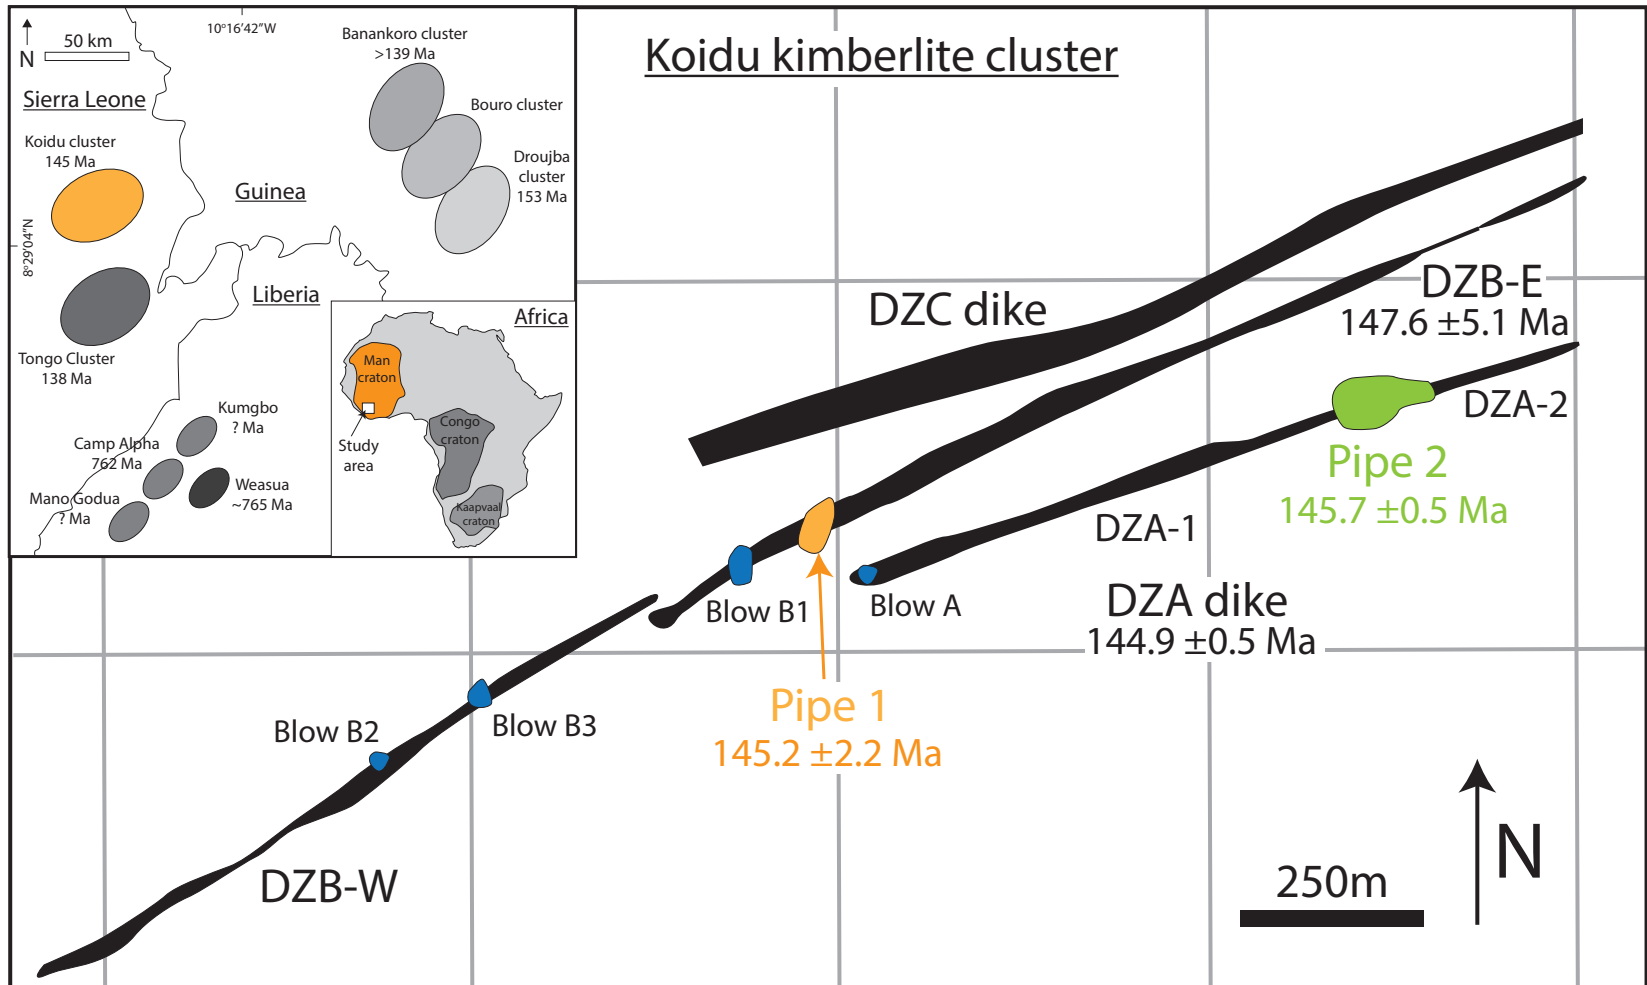 Koidu kimberlite cluster
10°16'42"W
8°29'04"N
N
50 km
Sierra Leone
Koidu cluster
145 Ma
Tongo Cluster
138 Ma
Guinea
Liberia
Banankoro cluster
>139 Ma
Bouro cluster
Droujba
cluster
153 Ma
Kumgbo
? Ma
Camp Alpha
762 Ma
Mano Godua
? Ma
Weasua
~765 Ma
Africa
Man
craton
Study
area
Congo
craton
Kaapvaal
craton
DZC dike
DZB-E
147.6 ±5.1 Ma
DZA-2
Pipe 2
145.7 ±0.5 Ma
DZA-1
DZA dike
144.9 ±0.5 Ma
Blow A
Blow B1
Pipe 1
145.2 ±2.2 Ma
Blow B3
Blow B2
DZB-W
250m
N